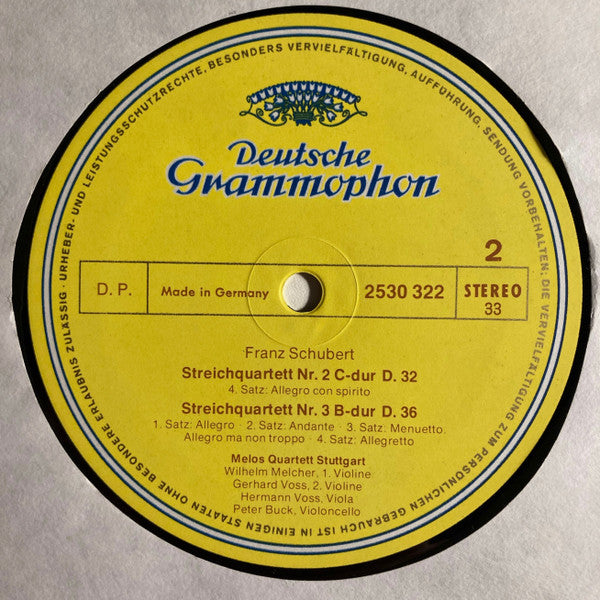 URHEBER- UND LEISTUNGSSCHUTZRECHTE, BESONDERS VERVIELFÄLTIGUNG, AUFFÜHRUNG, SENDUNG VORBEHALTEN; DIE VERVIELFÄLTIGUNG ZUM PERSÖNLICHEN GEBRAUCH IST IN EINIGEN STAATEN OHNE BESONDERE ERLAUBNIS ZULÄSSIG ·
Deutsche
Grammophon
2
D. P. Made in Germany 2530 322 STEREO
33
Franz Schubert
Streichquartett Nr. 2 C-dur D. 32
4. Satz: Allegro con spirito
Streichquartett Nr. 3 B-dur D. 36
1. Satz: Allegro · 2. Satz: Andante · 3. Satz: Menuetto.
Allegro ma non troppo · 4. Satz: Allegretto
Melos Quartett Stuttgart
Wilhelm Melcher, 1. Violine
Gerhard Voss, 2. Violine
Hermann Voss, Viola
Peter Buck, Violoncello